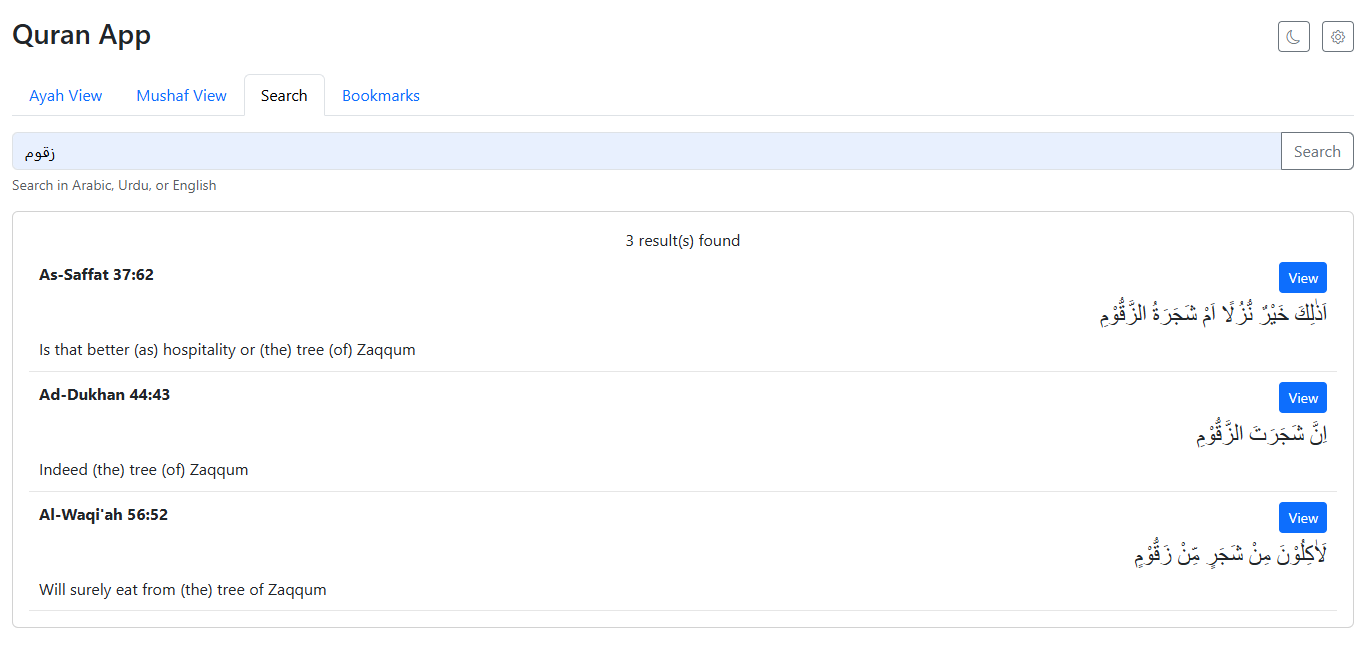 Quran App
Ayah View
Mushaf View
Search
Bookmarks
زقوم
Search
Search in Arabic, Urdu, or English
3 result(s) found
As-Saffat 37:62
View
اَذٰلِكَ خَيْرٌ نُّزُلًا اَمْ شَجَرَةُ الزَّقُّوْمِ
Is that better (as) hospitality or (the) tree (of) Zaqqum
Ad-Dukhan 44:43
View
اِنَّ شَجَرَتَ الزَّقُّوْمِ
Indeed (the) tree (of) Zaqqum
Al-Waqi'ah 56:52
View
لَاٰكِلُوْنَ مِنْ شَجَرٍ مِّنْ زَقُّوْمٍ
Will surely eat from (the) tree of Zaqqum